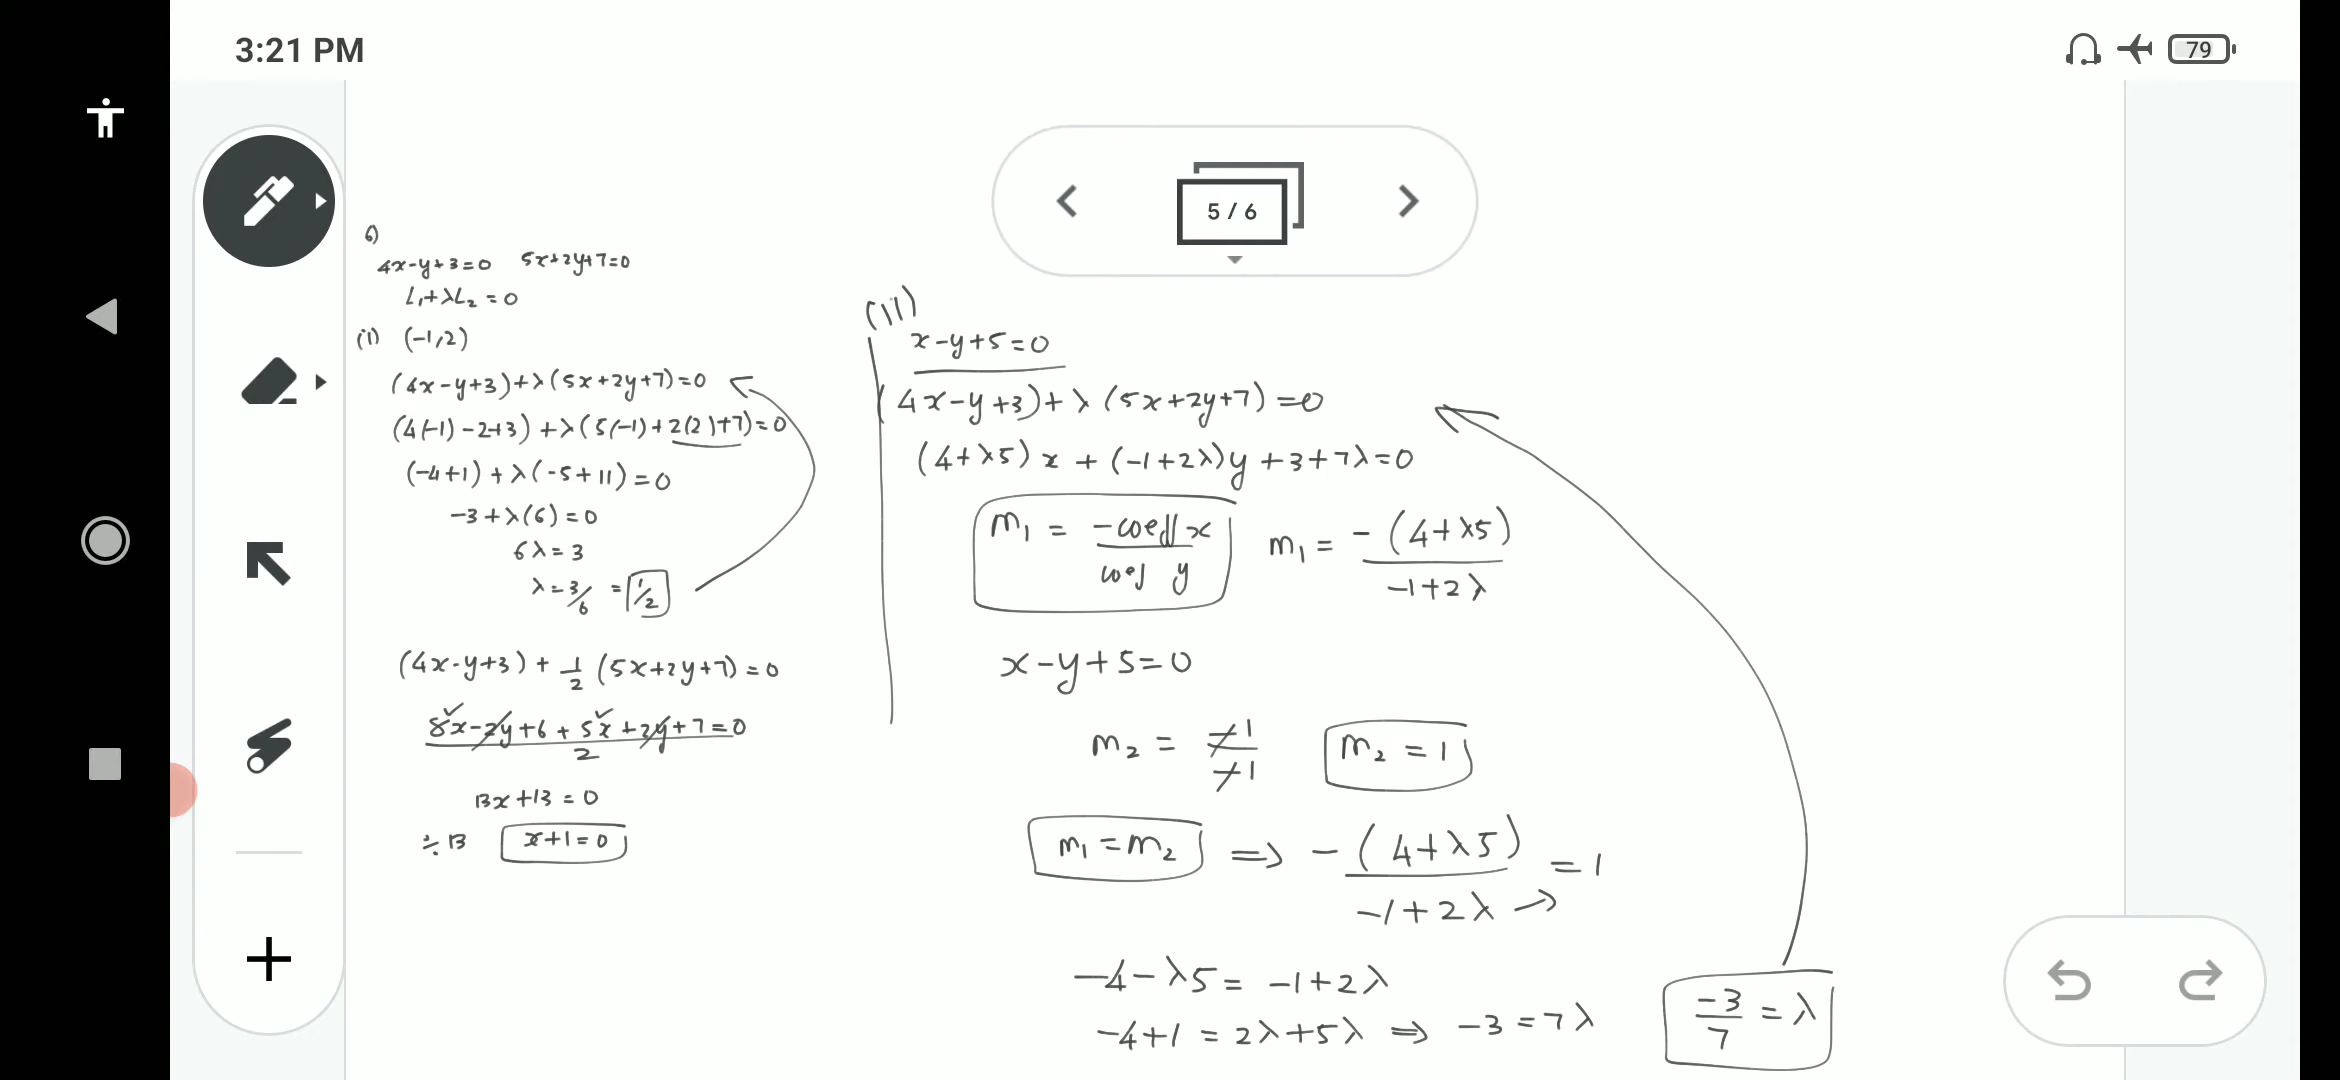 3:21 PM
79
5 / 6
6)
4x-y+3=0 5x+2y+7=0
L₁+λL₂ = 0
(i) (-1,2)
(4x-y+3)+λ(5x+2y+7)=0
(4(-1)-2+3)+λ(5(-1)+2(2)+7)=0
(-4+1)+λ(-5+11)=0
-3+λ(6)=0
6λ=3
λ=3/6 = 1/2
(4x-y+3)+1/2(5x+2y+7)=0
8x-2y+6+5x+2y+7=0
2
13x+13=0
÷13 x+1=0
(iii)
x-y+5=0
(4x-y+3)+λ(5x+2y+7)=0
(4+λ5)x+(-1+2λ)y+3+7λ=0
m₁ = -coeff x / coef y m₁ = -(4+λ5) / -1+2λ
x-y+5=0
m₂ = -1 / -1 m₂ = 1
m₁=m₂ ⇒ -(4+λ5) / -1+2λ = 1
-4-λ5= -1+2λ
-4+1 = 2λ+5λ ⇒ -3=7λ -3/7 = λ